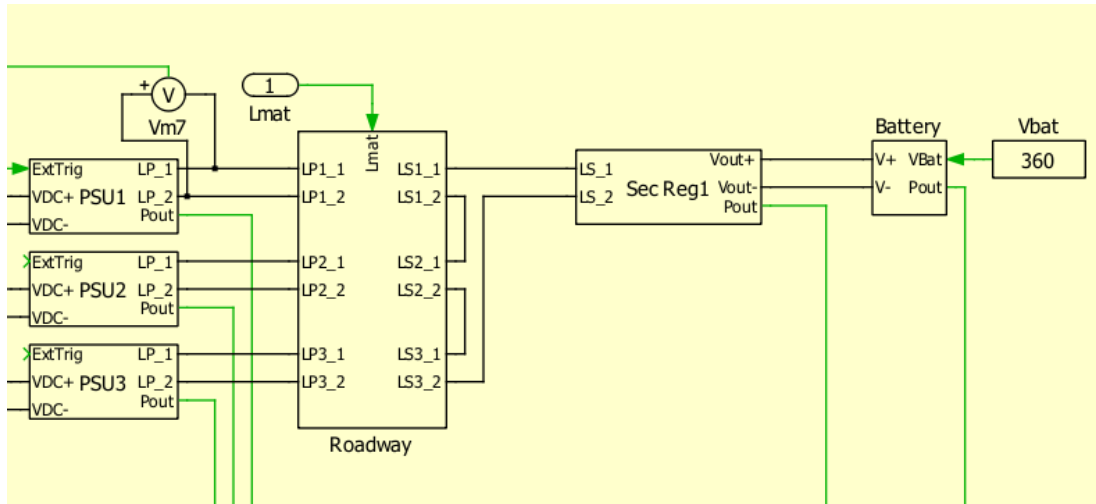 +
V
Vm7
1
Lmat
Lmat
ExtTrig LP_1
VDC+ PSU1 LP_2
Pout
VDC-
ExtTrig LP_1
VDC+ PSU2 LP_2
Pout
VDC-
ExtTrig LP_1
VDC+ PSU3 LP_2
Pout
VDC-
LP1_1 LS1_1
LP1_2 LS1_2
LP2_1 LS2_1
LP2_2 LS2_2
LP3_1 LS3_1
LP3_2 LS3_2
Roadway
LS_1 Vout+
LS_2 Sec Reg1 Vout-
Pout
Battery
V+ VBat
V- Pout
Vbat
360